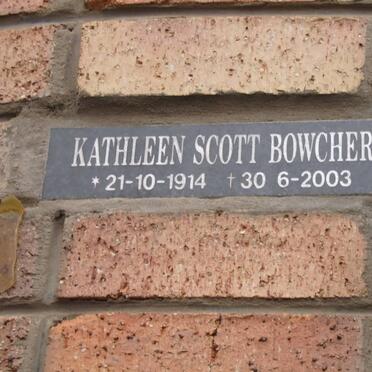 KATHLEEN SCOTT BOWCHER
* 21-10-1914 † 30 6-2003